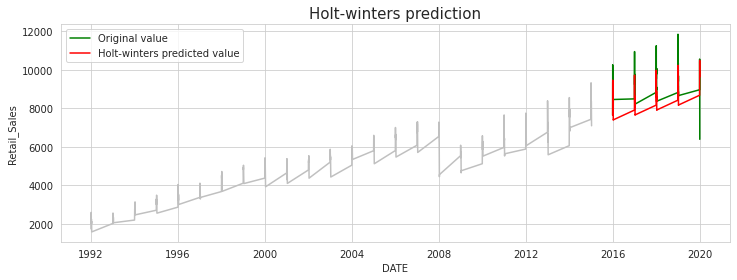 Holt-winters prediction
Original value
Holt-winters predicted value
12000
10000
8000
6000
4000
2000
Retail_Sales
1992 1996 2000 2004 2008 2012 2016 2020
DATE